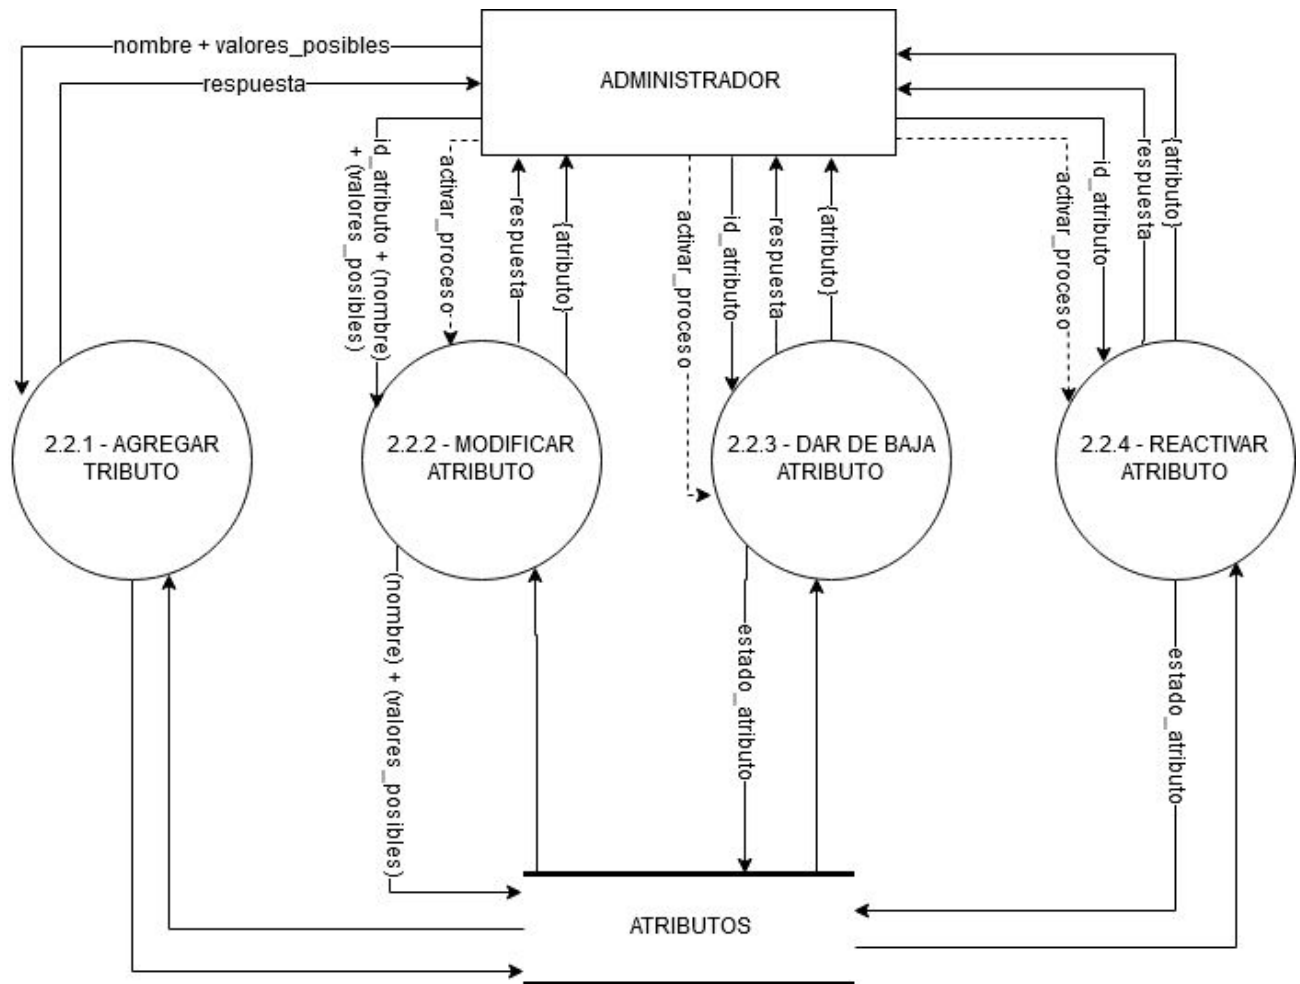 nombre + valores_posibles
respuesta
ADMINISTRADOR
id_atributo + (nombre)
+ (valores_posibles)
activar_proceso
respuesta
{atributo}
activar_proceso
id_atributo
respuesta
{atributo}
activar_proceso
id_atributo
respuesta
{atributo}
2.2.1 - AGREGAR
TRIBUTO
2.2.2 - MODIFICAR
ATRIBUTO
2.2.3 - DAR DE BAJA
ATRIBUTO
2.2.4 - REACTIVAR
ATRIBUTO
(nombre) + (valores_posibles)
estado_atributo
estado_atributo
ATRIBUTOS